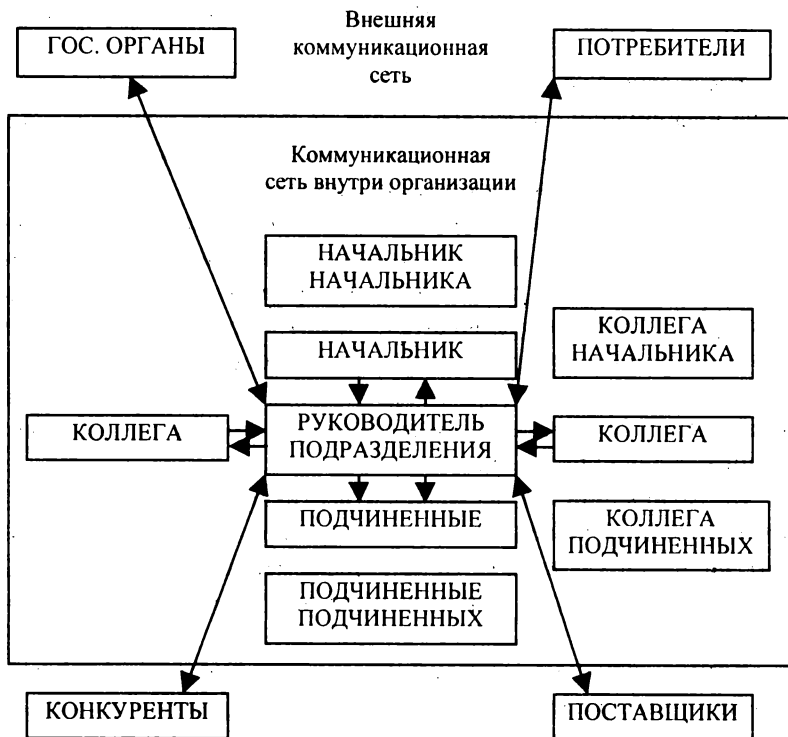 ГОС. ОРГАНЫ
Внешняя
коммуникационная
сеть
ПОТРЕБИТЕЛИ
Коммуникационная
сеть внутри организации
НАЧАЛЬНИК
НАЧАЛЬНИКА
НАЧАЛЬНИК
КОЛЛЕГА
НАЧАЛЬНИКА
КОЛЛЕГА
РУКОВОДИТЕЛЬ
ПОДРАЗДЕЛЕНИЯ
КОЛЛЕГА
ПОДЧИНЕННЫЕ
КОЛЛЕГА
ПОДЧИНЕННЫХ
ПОДЧИНЕННЫЕ
ПОДЧИНЕННЫХ
КОНКУРЕНТЫ
ПОСТАВЩИКИ